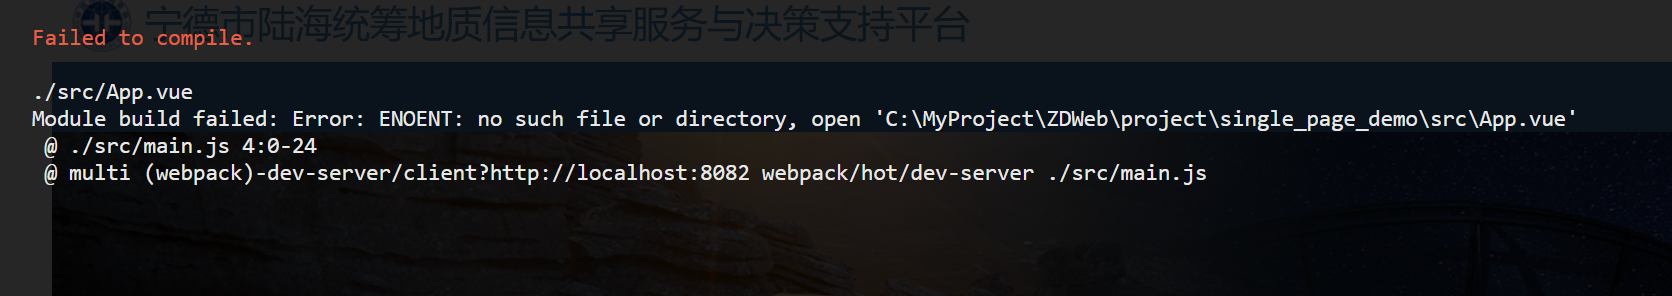 宁德市陆海统筹地质信息共享服务与决策支持平台
Failed to compile.
./src/App.vue
Module build failed: Error: ENOENT: no such file or directory, open 'C:\MyProject\ZDWeb\project\single_page_demo\src\App.vue'
@ ./src/main.js 4:0-24
@ multi (webpack)-dev-server/client?http://localhost:8082 webpack/hot/dev-server ./src/main.js